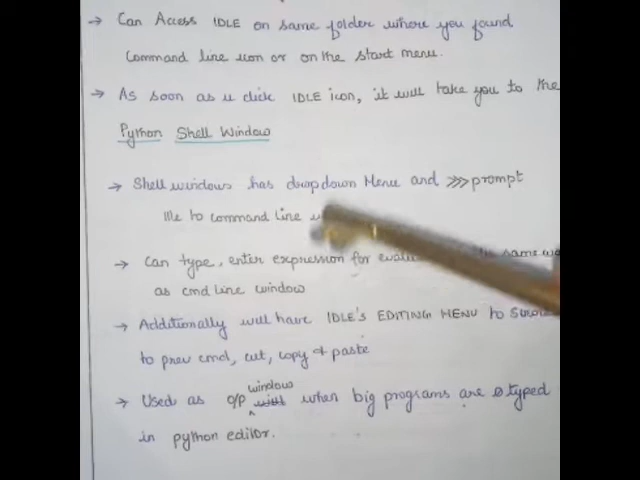 → Can Access IDLE on same folder where you found
Command line icon or on the start menu.
→ As soon as u click IDLE icon, it will take you to the
Python Shell Window
→ Shell windows has dropdown Menu and >>> prompt
lle to command line
→ Can type, enter expression for same
as cmd line window
→ Additionally will have IDLE'S EDITING MENU to
to prev cmd, cut, copy & paste
→ Used as O/P window when big programs are typed
in python editor.